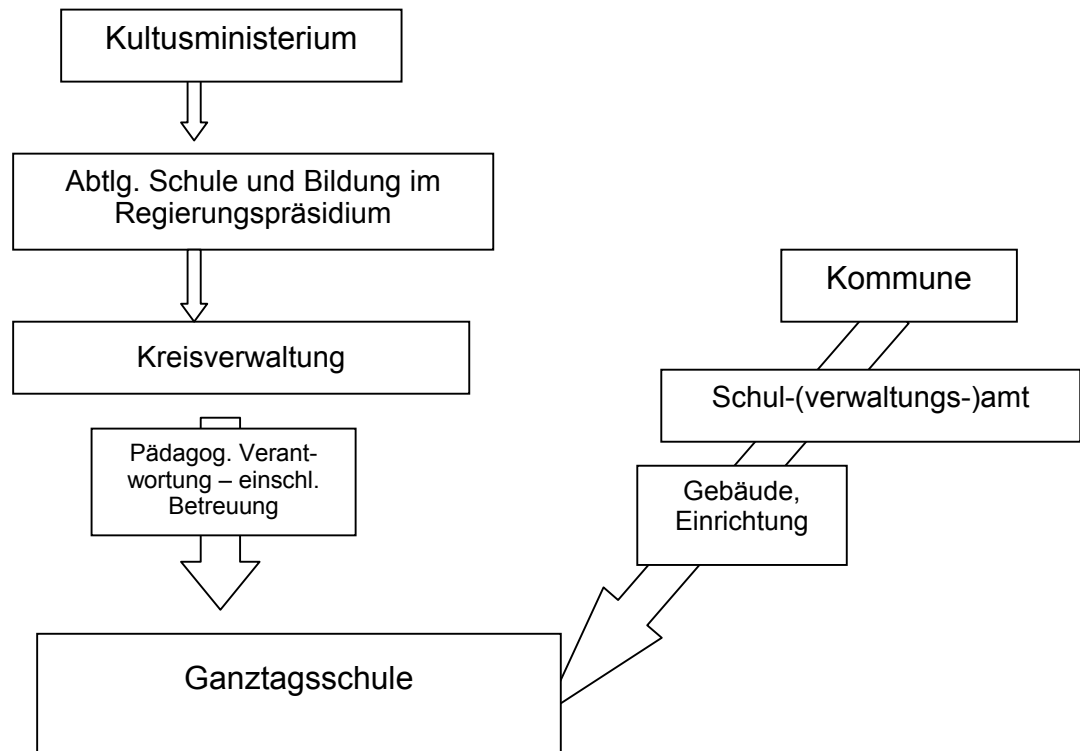 Kultusministerium
Abtlg. Schule und Bildung im
Regierungspräsidium
Kreisverwaltung
Pädagog. Verant-
wortung – einschl.
Betreuung
Kommune
Schul-(verwaltungs-)amt
Gebäude,
Einrichtung
Ganztagsschule